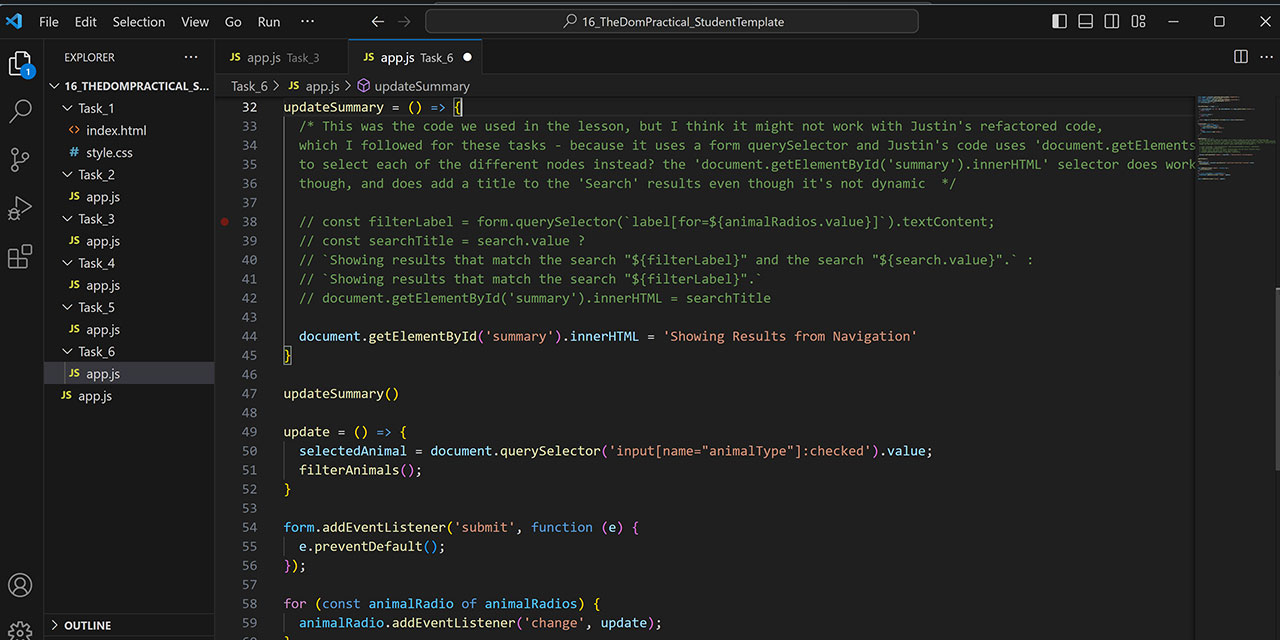 File Edit Selection View Go Run ··· 16_TheDomPractical_StudentTemplate
EXPLORER ···
1
16_THEDOMPRACTICAL_S...
Task_1
<> index.html
# style.css
Task_2
JS app.js
Task_3
JS app.js
Task_4
JS app.js
Task_5
JS app.js
Task_6
JS app.js
JS app.js
OUTLINE
JS app.js Task_3 JS app.js Task_6
Task_6 > JS app.js > updateSummary
32 updateSummary = () => {
33 /* This was the code we used in the lesson, but I think it might not work with Justin's refactored code,
34 which I followed for these tasks - because it uses a form querySelector and Justin's code uses 'document.getElements
35 to select each of the different nodes instead? the 'document.getElementById('summary').innerHTML' selector does work
36 though, and does add a title to the 'Search' results even though it's not dynamic */
37
38 // const filterLabel = form.querySelector(`label[for=${animalRadios.value}]`).textContent;
39 // const searchTitle = search.value ?
40 // `Showing results that match the search "${filterLabel}" and the search "${search.value}".` :
41 // `Showing results that match the search "${filterLabel}".`
42 // document.getElementById('summary').innerHTML = searchTitle
43
44 document.getElementById('summary').innerHTML = 'Showing Results from Navigation'
45 }
46
47 updateSummary()
48
49 update = () => {
50 selectedAnimal = document.querySelector('input[name="animalType"]:checked').value;
51 filterAnimals();
52 }
53
54 form.addEventListener('submit', function (e) {
55 e.preventDefault();
56 });
57
58 for (const animalRadio of animalRadios) {
59 animalRadio.addEventListener('change', update);